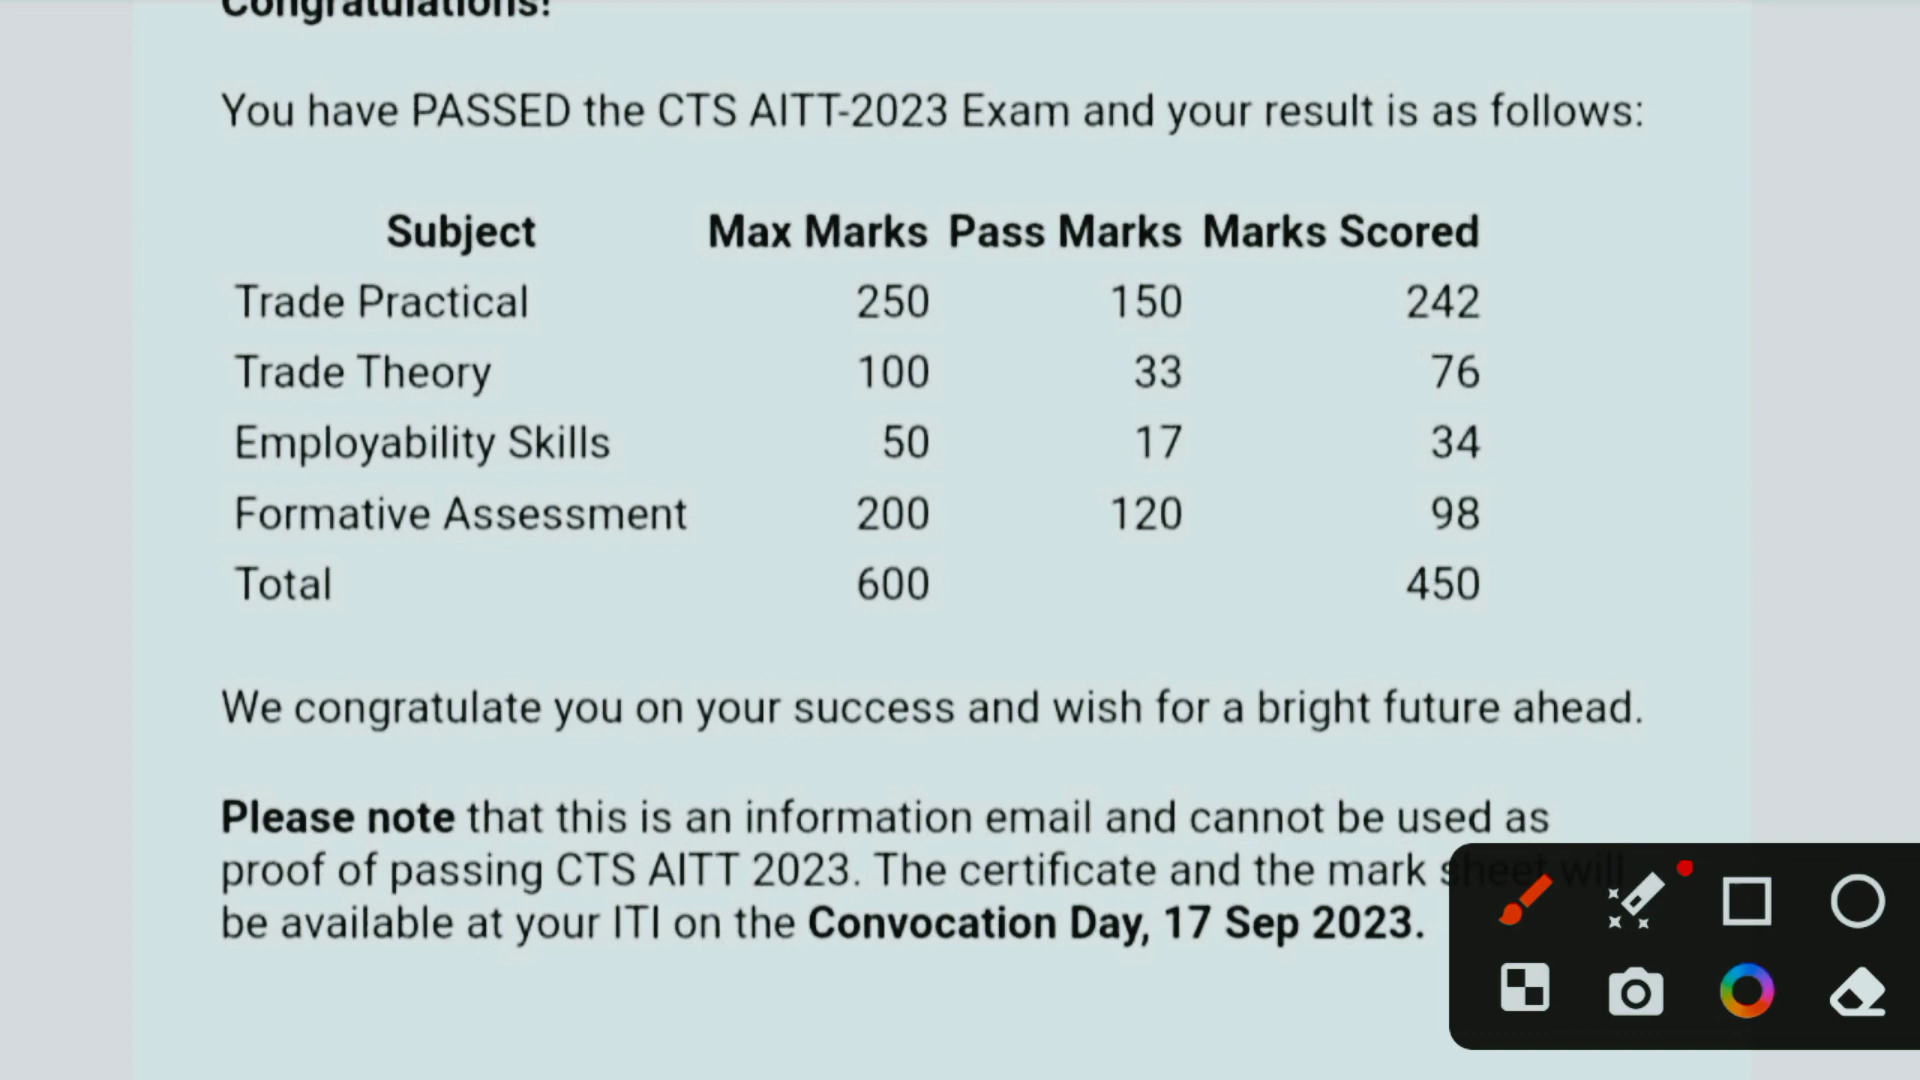 Congratulations!
You have PASSED the CTS AITT-2023 Exam and your result is as follows:
Subject Max Marks Pass Marks Marks Scored
Trade Practical 250 150 242
Trade Theory 100 33 76
Employability Skills 50 17 34
Formative Assessment 200 120 98
Total 600 450
We congratulate you on your success and wish for a bright future ahead.
Please note that this is an information email and cannot be used as
proof of passing CTS AITT 2023. The certificate and the mark sheet will
be available at your ITI on the Convocation Day, 17 Sep 2023.